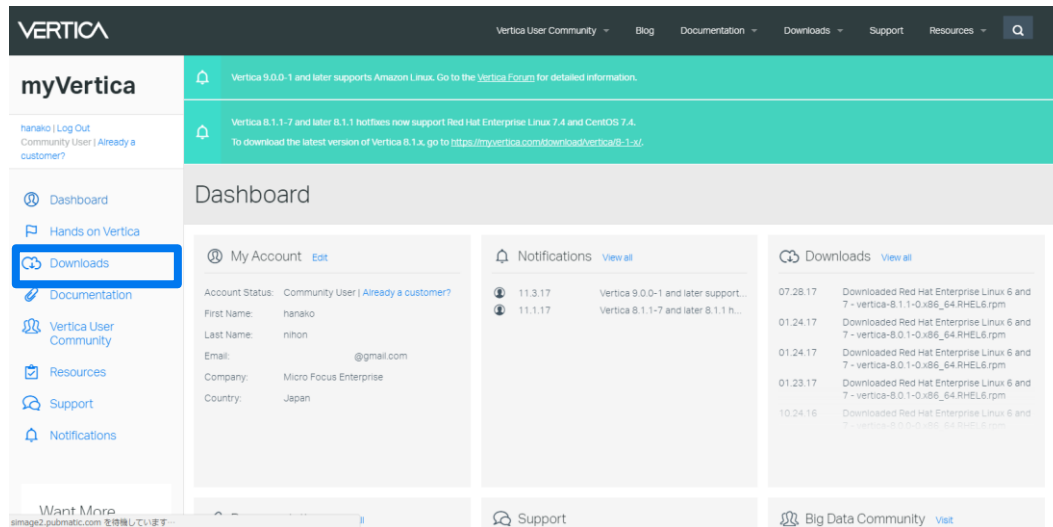 VERTICA
Vertica User Community
Blog
Documentation
Downloads
Support
Resources
myVertica
hanako | Log Out
Community User | Already a
customer?
Vertica 9.0.0-1 and later supports Amazon Linux. Go to the Vertica Forum for detailed information.
Vertica 8.1.1-7 and later 8.1.1 hotfixes now support Red Hat Enterprise Linux 7.4 and CentOS 7.4.
To download the latest version of Vertica 8.1.x, go to https://myvertica.com/download/vertica/8-1-x/.
Dashboard
Hands on Vertica
Downloads
Documentation
Vertica User
Community
Resources
Support
Notifications
Want More
simage2.pubmatic.com を待機しています…
Dashboard
My Account Edit
Account Status: Community User | Already a customer?
First Name: hanako
Last Name: nihon
Email: @gmail.com
Company: Micro Focus Enterprise
Country: Japan
Notifications View all
11.3.17 Vertica 9.0.0-1 and later support...
11.1.17 Vertica 8.1.1-7 and later 8.1.1 h...
Downloads View all
07.28.17 Downloaded Red Hat Enterprise Linux 6 and
7 - vertica-8.1.1-0.x86_64.RHEL6.rpm
01.24.17 Downloaded Red Hat Enterprise Linux 6 and
7 - vertica-8.0.1-0.x86_64.RHEL6.rpm
01.24.17 Downloaded Red Hat Enterprise Linux 6 and
7 - vertica-8.0.1-0.x86_64.RHEL6.rpm
01.23.17 Downloaded Red Hat Enterprise Linux 6 and
7 - vertica-8.0.1-0.x86_64.RHEL6.rpm
10.24.16 Downloaded Red Hat Enterprise Linux 6 and
7 - vertica-8.0.0-0.x86_64.RHEL6.rpm
Support
Big Data Community Visit